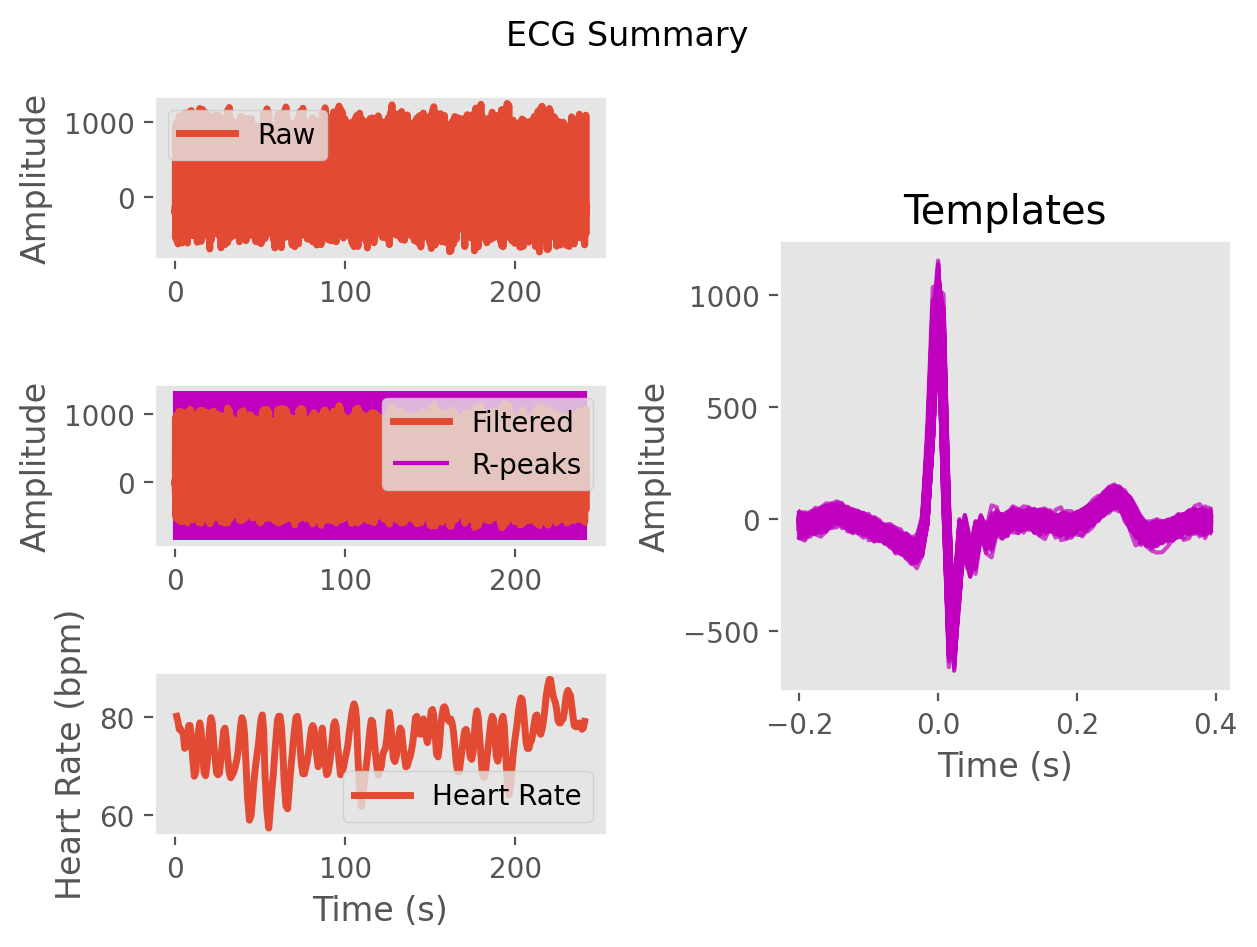 ECG Summary
Amplitude
1000
0
Raw
0 100 200
Amplitude
1000
0
Filtered
R-peaks
0 100 200
Heart Rate (bpm)
80
60
Heart Rate
0 100 200
Time (s)
Templates
Amplitude
1000
500
0
−500
−0.2 0.0 0.2 0.4
Time (s)